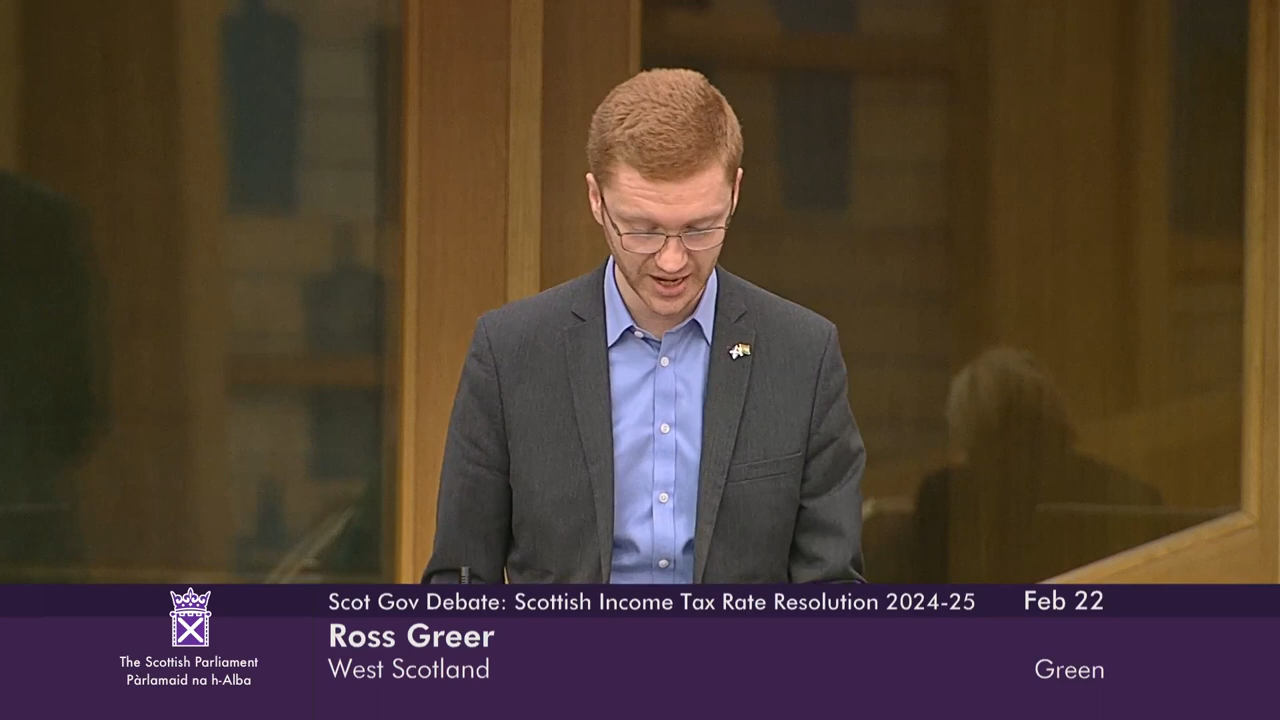 Scot Gov Debate: Scottish Income Tax Rate Resolution 2024-25
Feb 22
Ross Greer
West Scotland
Green
The Scottish Parliament
Pàrlamaid na h-Alba